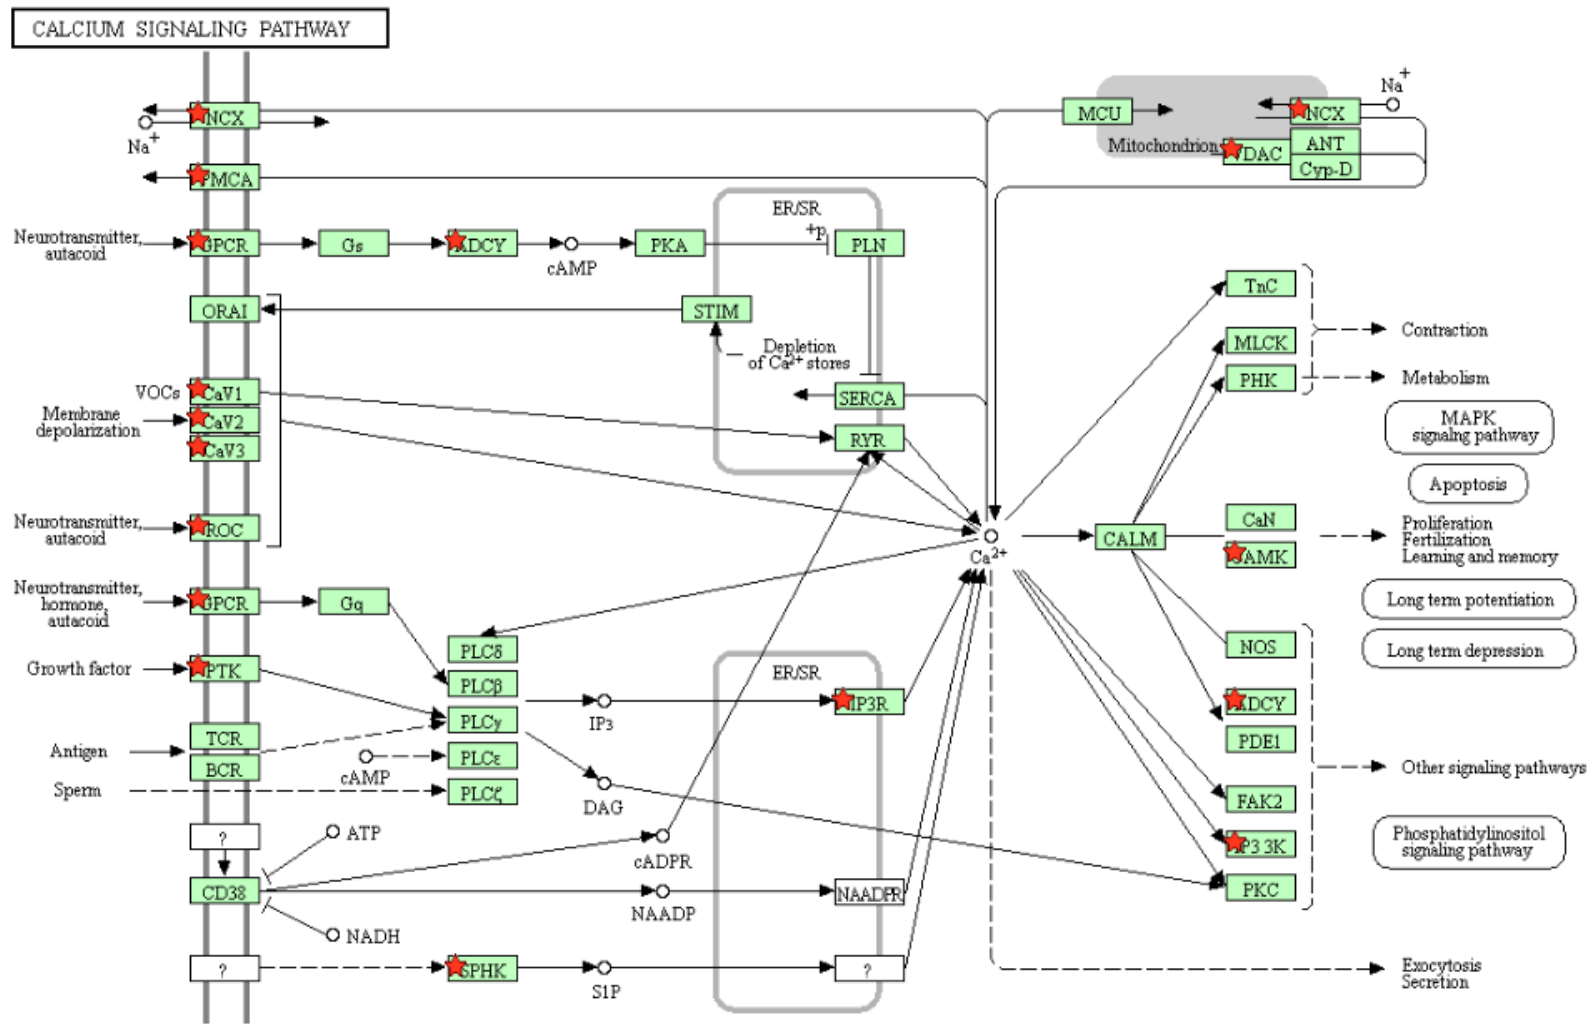 CALCIUM SIGNALING PATHWAY
NCX
Na+
PMCA
Neurotransmitter,
autacoid
GPCR
Gs
ADCY
cAMP
PKA
ER/SR
+p
PLN
ORAI
STIM
Depletion
of Ca2+ stores
VOCs
CaV1
SERCA
Membrane
depolarization
CaV2
CaV3
RYR
Neurotransmitter,
autacoid
ROC
Neurotransmitter,
hormone,
autacoid
GPCR
Gq
Growth factor
PTK
PLCδ
PLCβ
PLCγ
PLCε
PLCζ
Antigen
TCR
BCR
cAMP
Sperm
IP3
DAG
ER/SR
IP3R
?
ATP
cADPR
CD38
NAADP
NAADPR
NADH
?
SPHK
S1P
?
MCU
Mitochondrion
NCX
Na+
VDAC
ANT
Cyp-D
Ca2+
CALM
TnC
MLCK
PHK
Contraction
Metabolism
MAPK
signaling pathway
Apoptosis
CaN
CAMK
Proliferation
Fertilization
Learning and memory
Long term potentiation
Long term depression
NOS
ADCY
PDE1
FAK2
IP3 3K
PKC
Other signaling pathways
Phosphatidylinositol
signaling pathway
Exocytosis
Secretion